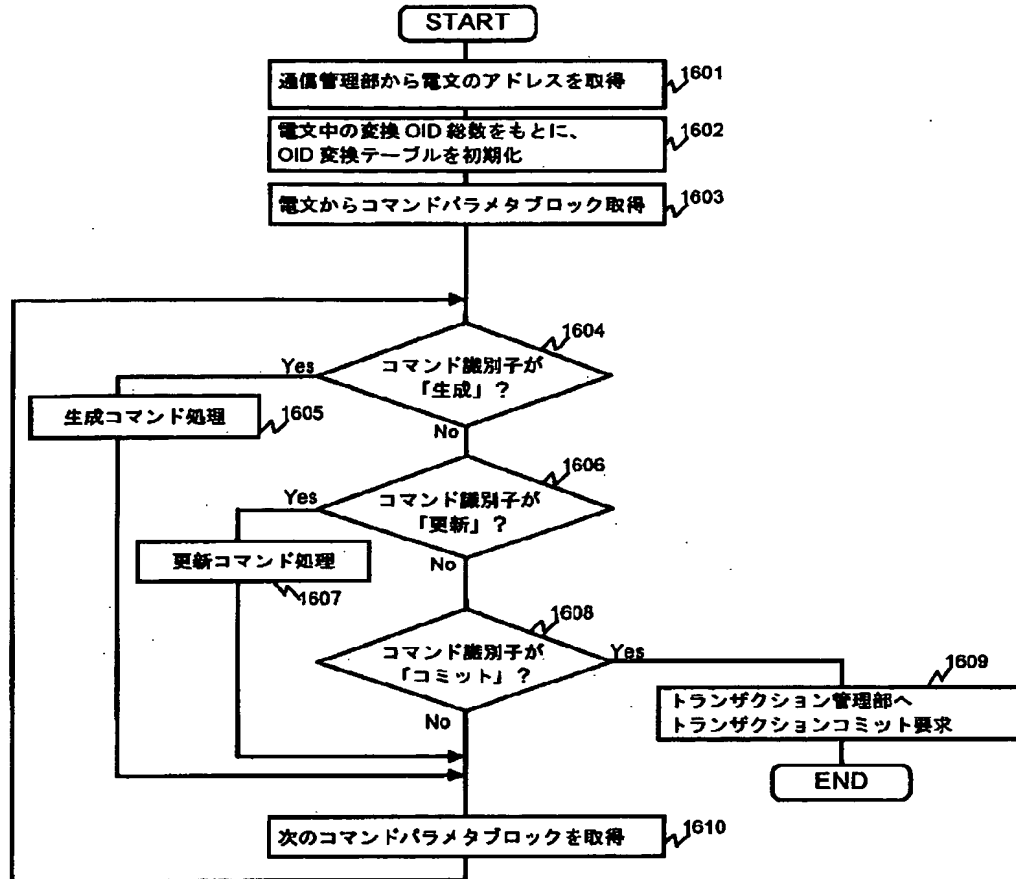 START
通信管理部から電文のアドレスを取得
1601
電文中の変換 OID 総数をもとに、
OID 変換テーブルを初期化
1602
電文からコマンドパラメタブロック取得
1603
コマンド識別子が
「生成」?
1604
Yes
No
生成コマンド処理
1605
コマンド識別子が
「更新」?
1606
Yes
No
更新コマンド処理
1607
コマンド識別子が
「コミット」?
1608
Yes
No
トランザクション管理部へ
トランザクションコミット要求
1609
END
次のコマンドパラメタブロックを取得
1610